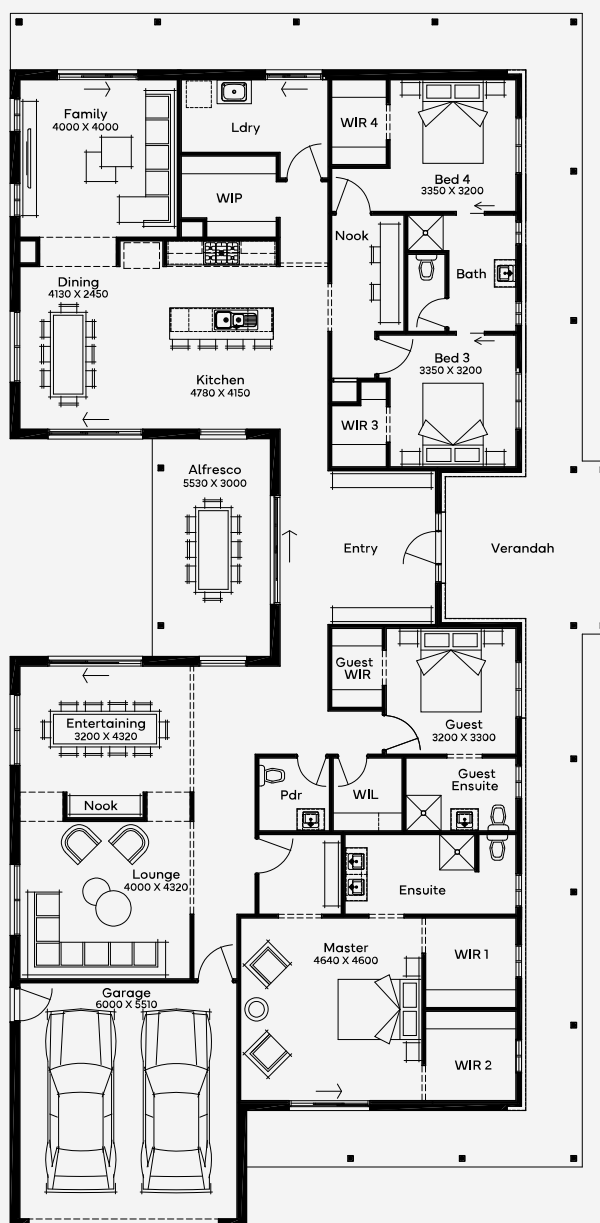 Family
4000 X 4000
Ldry
WIR 4
Bed 4
3350 X 3200
WIP
Nook
Bath
Dining
4130 X 2450
Bed 3
3350 X 3200
Kitchen
4780 X 4150
WIR 3
Alfresco
5530 X 3000
Entry
Verandah
Guest
WIR
Entertaining
3200 X 4320
Guest
3200 X 3300
Guest
Ensuite
Pdr
WIL
Nook
Lounge
4000 X 4320
Ensuite
Master
4640 X 4600
WIR 1
Garage
6000 X 5510
WIR 2